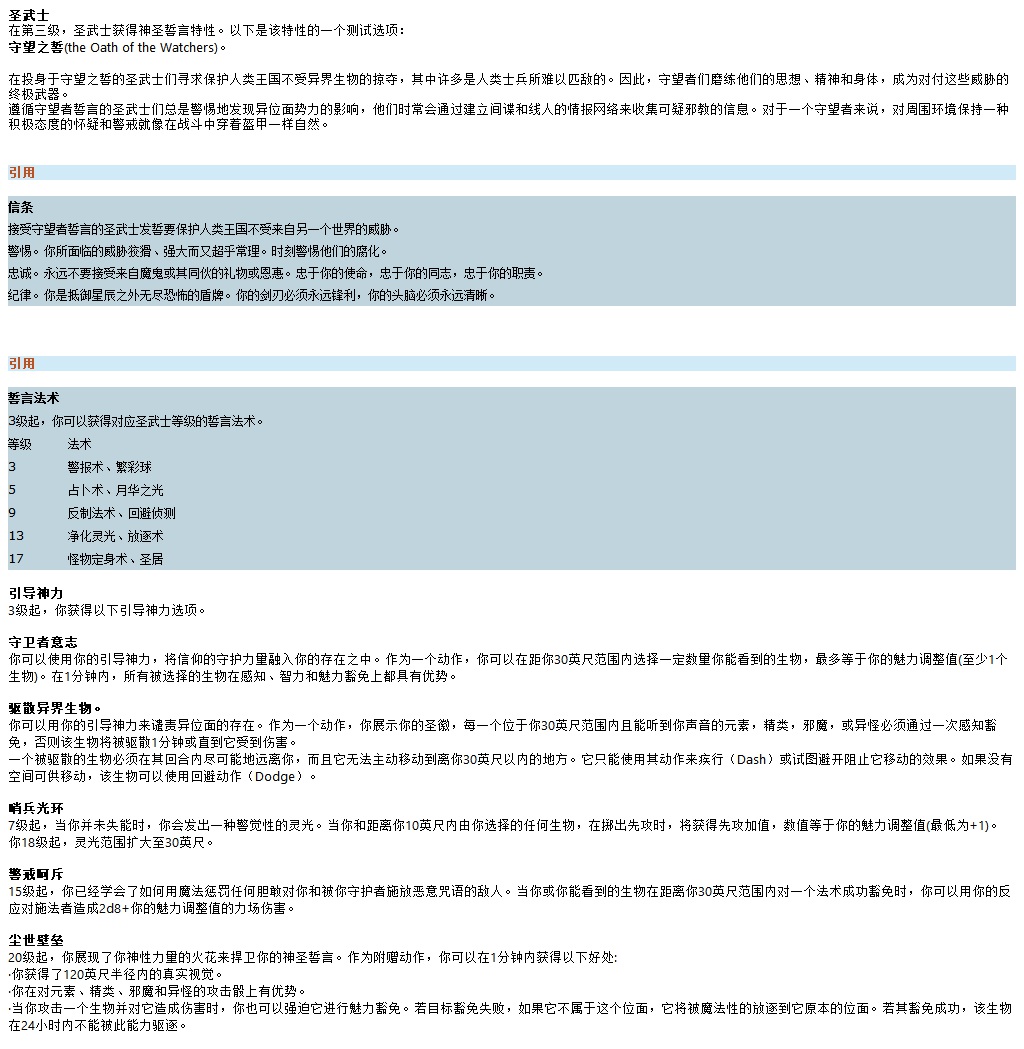 圣武士
在第三级，圣武士获得神圣誓言特性。以下是该特性的一个测试选项：
守望之誓(the Oath of the Watchers)。
在投身于守望之誓的圣武士们寻求保护人类王国不受异界生物的掠夺，其中许多是人类士兵所难以匹敌的。因此，守望者们磨练他们的思想、精神和身体，成为对付这些威胁的
终极武器。
遵循守望者誓言的圣武士们总是警惕地发现异位面势力的影响，他们时常会通过建立间谍和线人的情报网络来收集可疑邪教的信息。对于一个守望者来说，对周围环境保持一种
积极态度的怀疑和警戒就像在战斗中穿着盔甲一样自然。
引用
信条
接受守望者誓言的圣武士发誓要保护人类王国不受来自另一个世界的威胁。
警惕。你所面临的威胁狡猾、强大而又超乎常理。时刻警惕他们的腐化。
忠诚。永远不要接受来自魔鬼或其同伙的礼物或恩惠。忠于你的使命，忠于你的同志，忠于你的职责。
纪律。你是抵御星辰之外无尽恐怖的盾牌。你的剑刃必须永远锋利，你的头脑必须永远清晰。
引用
誓言法术
3级起，你可以获得对应圣武士等级的誓言法术。
等级 法术
3 警报术、繁彩球
5 占卜术、月华之光
9 反制法术、回避侦测
13 净化灵光、放逐术
17 怪物定身术、圣居
引导神力
3级起，你获得以下引导神力选项。
守卫者意志
你可以使用你的引导神力，将信仰的守护力量融入你的存在之中。作为一个动作，你可以在距你30英尺范围内选择一定数量你能看到的生物，最多等于你的魅力调整值(至少1个
生物)。在1分钟内，所有被选择的生物在感知、智力和魅力豁免上都具有优势。
驱散异界生物。
你可以用你的引导神力来谴责异位面的存在。作为一个动作，你展示你的圣徽，每一个位于你30英尺范围内且能听到你声音的元素，精类，邪魔，或异怪必须通过一次感知豁
免，否则该生物将被驱散1分钟或直到它受到伤害。
一个被驱散的生物必须在其回合内尽可能地远离你，而且它无法主动移动到离你30英尺以内的地方。它只能使用其动作来疾行（Dash）或试图避开阻止它移动的效果。如果没有
空间可供移动，该生物可以使用回避动作（Dodge）。
哨兵光环
7级起，当你并未失能时，你会发出一种警觉性的灵光。当你和距离你10英尺内由你选择的任何生物，在掷出先攻时，将获得先攻加值，数值等于你的魅力调整值(最低为+1)。
你18级起，灵光范围扩大至30英尺。
警戒呵斥
15级起，你已经学会了如何用魔法惩罚任何胆敢对你和被你守护者施放恶意咒语的敌人。当你或你能看到的生物在距离你30英尺范围内对一个法术成功豁免时，你可以用你的反
应对施法者造成2d8+你的魅力调整值的力场伤害。
尘世壁垒
20级起，你展现了你神性力量的火花来捍卫你的神圣誓言。作为附赠动作，你可以在1分钟内获得以下好处:
·你获得了120英尺半径内的真实视觉。
·你在对元素、精类、邪魔和异怪的攻击骰上有优势。
·当你攻击一个生物并对它造成伤害时，你也可以强迫它进行魅力豁免。若目标豁免失败，如果它不属于这个位面，它将被魔法性的放逐到它原本的位面。若其豁免成功，该生物
在24小时内不能被此能力驱逐。